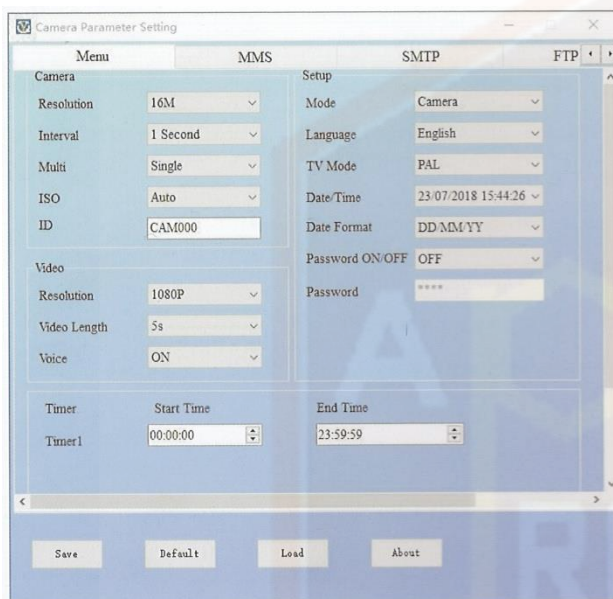 Camera Parameter Setting
Menu MMS SMTP FTP
Camera
Resolution 16M
Interval 1 Second
Multi Single
ISO Auto
ID CAM000
Video
Resolution 1080P
Video Length 5s
Voice ON
Setup
Mode Camera
Language English
TV Mode PAL
Date/Time 23/07/2018 15:44:26
Date Format DD/MM/YY
Password ON/OFF OFF
Password ****
Timer Start Time End Time
Timer1 00:00:00 23:59:59
Save Default Load About
A
R